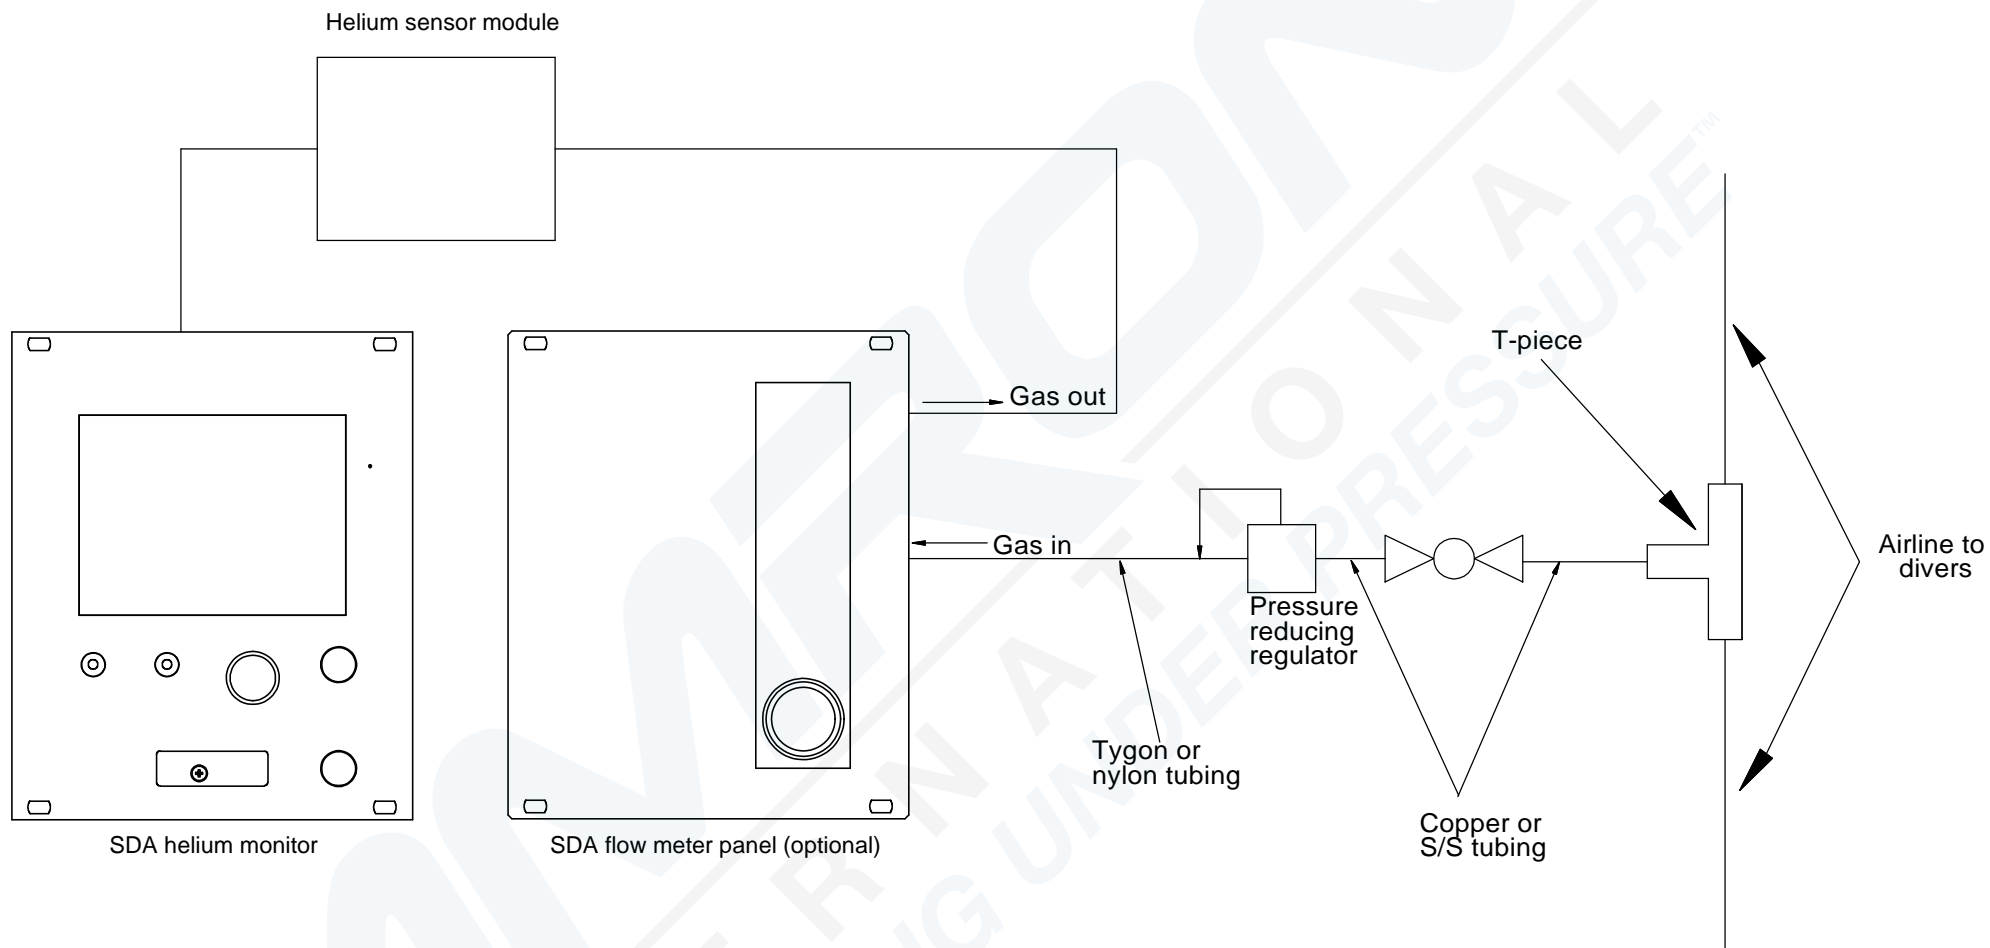 Helium sensor module
T-piece
Gas out
Gas in
Airline to
divers
Pressure
reducing
regulator
Tygon or
nylon tubing
Copper or
S/S tubing
SDA helium monitor
SDA flow meter panel (optional)